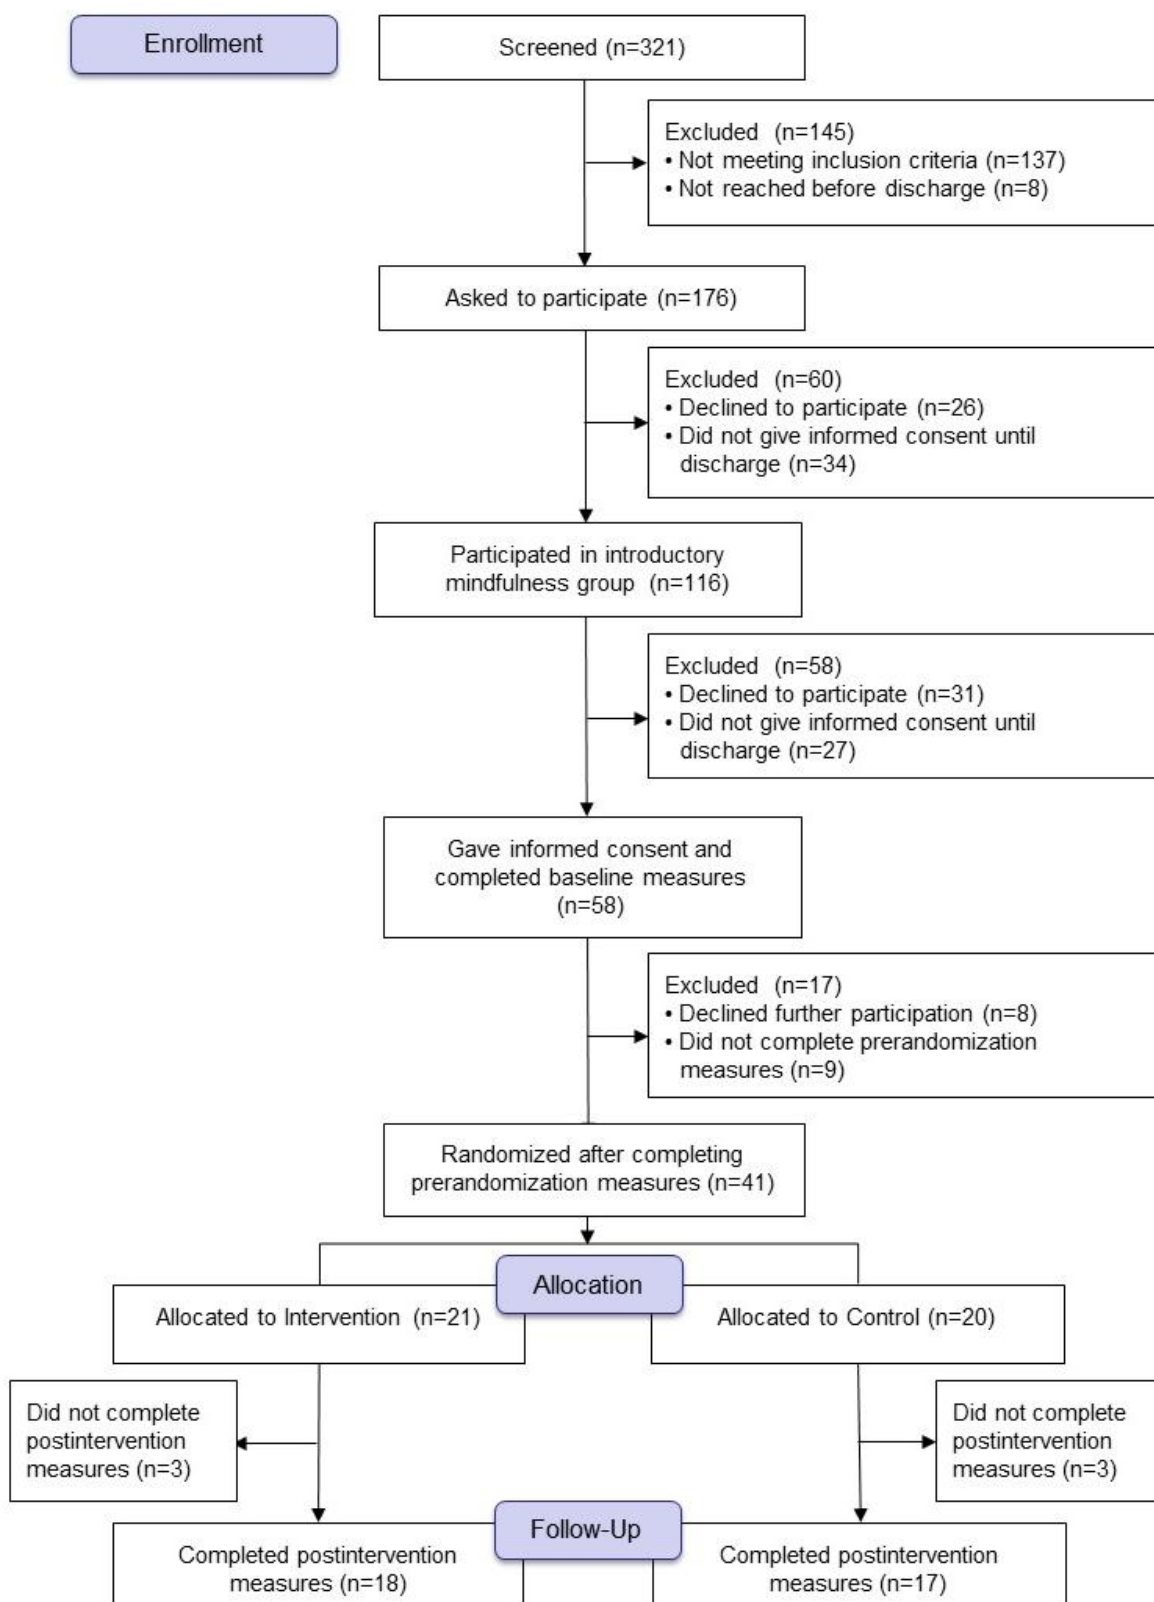 Enrollment
Screened (n=321)
Excluded (n=145)
• Not meeting inclusion criteria (n=137)
• Not reached before discharge (n=8)
Asked to participate (n=176)
Excluded (n=60)
• Declined to participate (n=26)
• Did not give informed consent until
discharge (n=34)
Participated in introductory
mindfulness group (n=116)
Excluded (n=58)
• Declined to participate (n=31)
• Did not give informed consent until
discharge (n=27)
Gave informed consent and
completed baseline measures
(n=58)
Excluded (n=17)
• Declined further participation (n=8)
• Did not complete prerandomization
measures (n=9)
Randomized after completing
prerandomization measures (n=41)
Allocation
Allocated to Intervention (n=21)
Allocated to Control (n=20)
Did not complete
postintervention
measures (n=3)
Did not complete
postintervention
measures (n=3)
Follow-Up
Completed postintervention
measures (n=18)
Completed postintervention
measures (n=17)